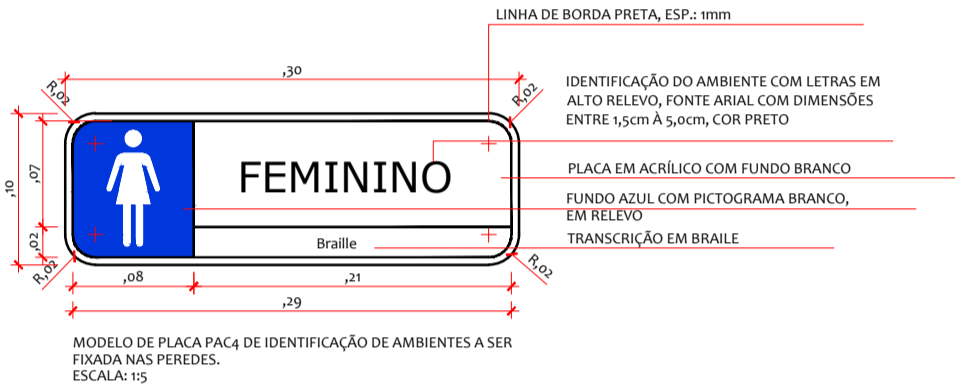 LINHA DE BORDA PRETA, ESP.: 1mm
,30
R,02
R,02
IDENTIFICAÇÃO DO AMBIENTE COM LETRAS EM
ALTO RELEVO, FONTE ARIAL COM DIMENSÕES
ENTRE 1,5cm À 5,0cm, COR PRETO
,10
,07
FEMININO
PLACA EM ACRÍLICO COM FUNDO BRANCO
FUNDO AZUL COM PICTOGRAMA BRANCO,
EM RELEVO
,02
Braille
TRANSCRIÇÃO EM BRAILE
R,02
R,02
,08
,21
,29
MODELO DE PLACA PAC4 DE IDENTIFICAÇÃO DE AMBIENTES A SER
FIXADA NAS PEREDES.
ESCALA: 1:5